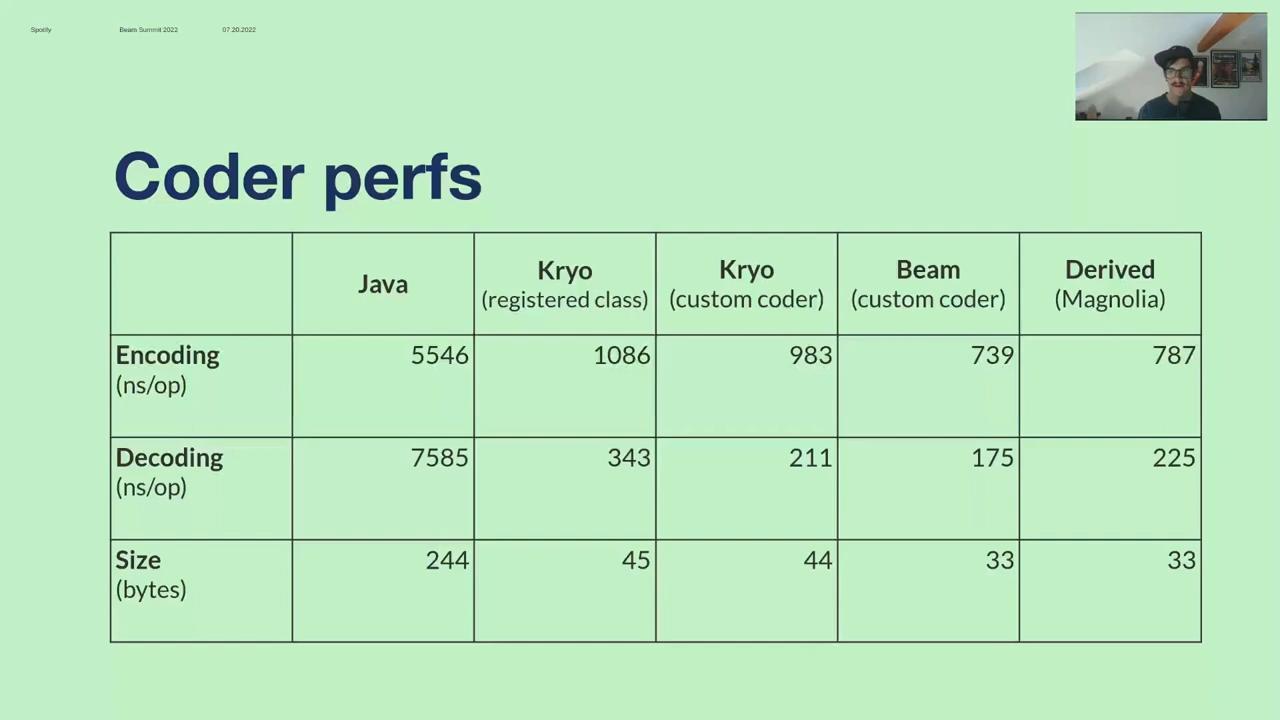 Spotify Beam Summit 2022 07.20.2022
Coder perfs
Java Kryo (registered class) Kryo (custom coder) Beam (custom coder) Derived (Magnolia)
Encoding 5546 1086 983 739 787
(ns/op)
Decoding 7585 343 211 175 225
(ns/op)
Size 244 45 44 33 33
(bytes)